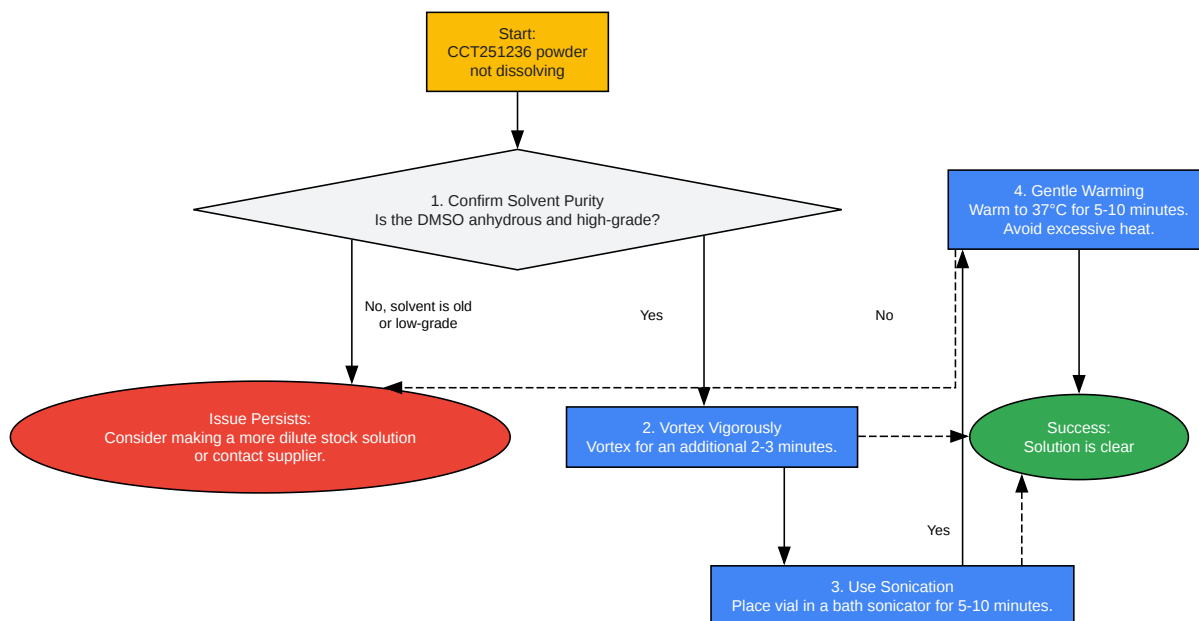 Start:
CCT251236 powder
not dissolving
1. Confirm Solvent Purity
Is the DMSO anhydrous and high-grade?
4. Gentle Warming
Warm to 37°C for 5-10 minutes.
Avoid excessive heat.
No, solvent is old
or low-grade
Yes
No
Issue Persists:
Consider making a more dilute stock solution
or contact supplier.
2. Vortex Vigorously
Vortex for an additional 2-3 minutes.
Success:
Solution is clear
Yes
3. Use Sonication
Place vial in a bath sonicator for 5-10 minutes.